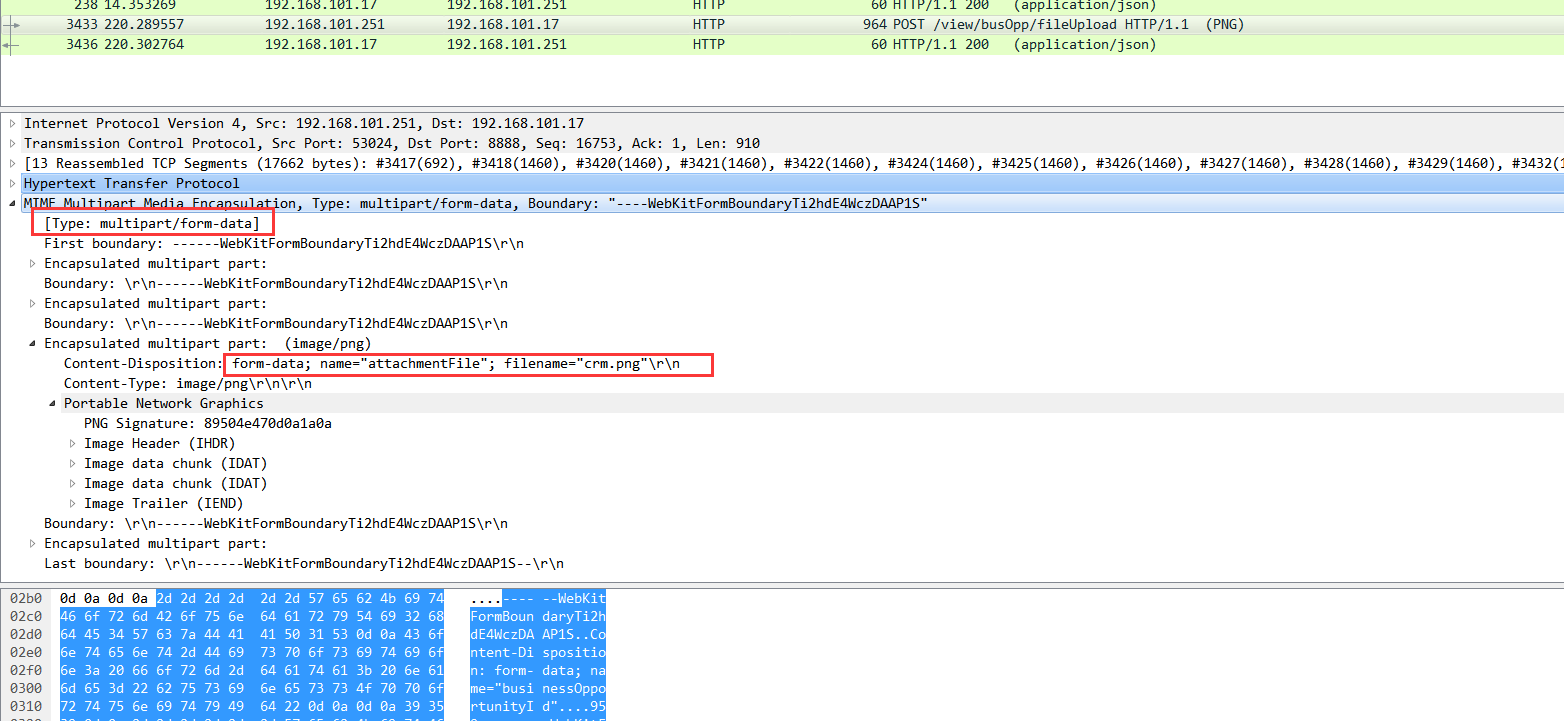 238 14.353269 192.168.101.17 192.168.101.251 HTTP 60 HTTP/1.1 200 (application/json)
3433 220.289557 192.168.101.251 192.168.101.17 HTTP 964 POST /view/busOpp/fileUpload HTTP/1.1 (PNG)
3436 220.302764 192.168.101.17 192.168.101.251 HTTP 60 HTTP/1.1 200 (application/json)
Internet Protocol Version 4, Src: 192.168.101.251, Dst: 192.168.101.17
Transmission Control Protocol, Src Port: 53024, Dst Port: 8888, Seq: 16753, Ack: 1, Len: 910
[13 Reassembled TCP Segments (17662 bytes): #3417(692), #3418(1460), #3420(1460), #3421(1460), #3422(1460), #3424(1460), #3425(1460), #3426(1460), #3427(1460), #3428(1460), #3429(1460), #3432(1
Hypertext Transfer Protocol
MIME Multipart Media Encapsulation, Type: multipart/form-data, Boundary: "----WebKitFormBoundaryTi2hdE4WczDAAP1S"
[Type: multipart/form-data]
First boundary: ------WebKitFormBoundaryTi2hdE4WczDAAP1S\r\n
Encapsulated multipart part:
Boundary: \r\n------WebKitFormBoundaryTi2hdE4WczDAAP1S\r\n
Encapsulated multipart part:
Boundary: \r\n------WebKitFormBoundaryTi2hdE4WczDAAP1S\r\n
Encapsulated multipart part: (image/png)
Content-Disposition: form-data; name="attachmentFile"; filename="crm.png"\r\n
Content-Type: image/png\r\n\r\n
Portable Network Graphics
PNG Signature: 89504e470d0a1a0a
Image Header (IHDR)
Image data chunk (IDAT)
Image data chunk (IDAT)
Image Trailer (IEND)
Boundary: \r\n------WebKitFormBoundaryTi2hdE4WczDAAP1S\r\n
Encapsulated multipart part:
Last boundary: \r\n------WebKitFormBoundaryTi2hdE4WczDAAP1S--\r\n
02b0 0d 0a 0d 0a 2d 2d 2d 2d 2d 2d 57 65 62 4b 69 74 ....---- --WebKit
02c0 46 6f 72 6d 42 6f 75 6e 64 61 72 79 54 69 32 68 FormBoun daryTi2h
02d0 64 45 34 57 63 7a 44 41 41 50 31 53 0d 0a 43 6f dE4WczDA AP1S..Co
02e0 6e 74 65 6e 74 2d 44 69 73 70 6f 73 69 74 69 6f ntent-Di spositio
02f0 6e 3a 20 66 6f 72 6d 2d 64 61 74 61 3b 20 6e 61 n: form- data; na
0300 6d 65 3d 22 62 75 73 69 6e 65 73 73 4f 70 70 6f me="busi nessOppo
0310 72 74 75 6e 69 74 79 49 64 22 0d 0a 0d 0a 39 35 rtunityI d"....95